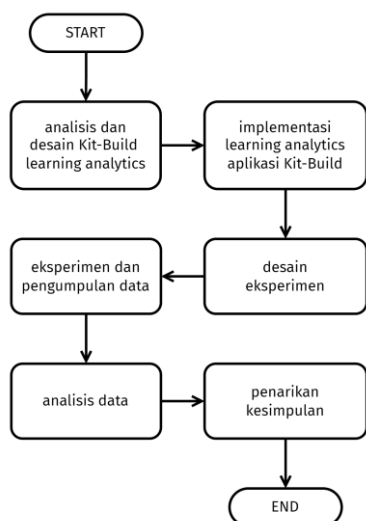 START
analisis dan
desain Kit-Build
learning analytics
implementasi
learning analytics
aplikasi Kit-Build
desain
eksperimen
eksperimen dan
pengumpulan data
analisis data
penarikan
kesimpulan
END